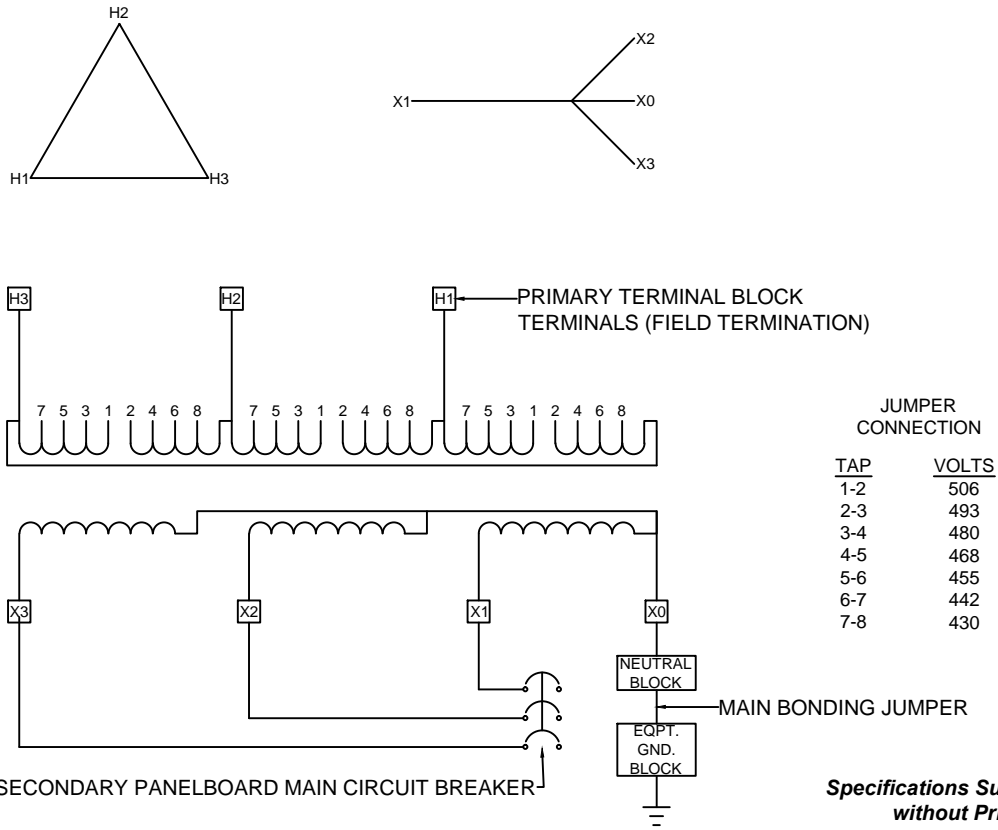 H2
H1
H3
X1
X2
X0
X3
H3
H2
H1
PRIMARY TERMINAL BLOCK
TERMINALS (FIELD TERMINATION)
7 5 3 1 2 4 6 8 7 5 3 1 2 4 6 8 7 5 3 1 2 4 6 8
JUMPER
CONNECTION
TAP VOLTS
1-2 506
2-3 493
3-4 480
4-5 468
5-6 455
6-7 442
7-8 430
X3
X2
X1
X0
NEUTRAL
BLOCK
MAIN BONDING JUMPER
EQPT.
GND.
BLOCK
SECONDARY PANELBOARD MAIN CIRCUIT BREAKER
Specifications
without